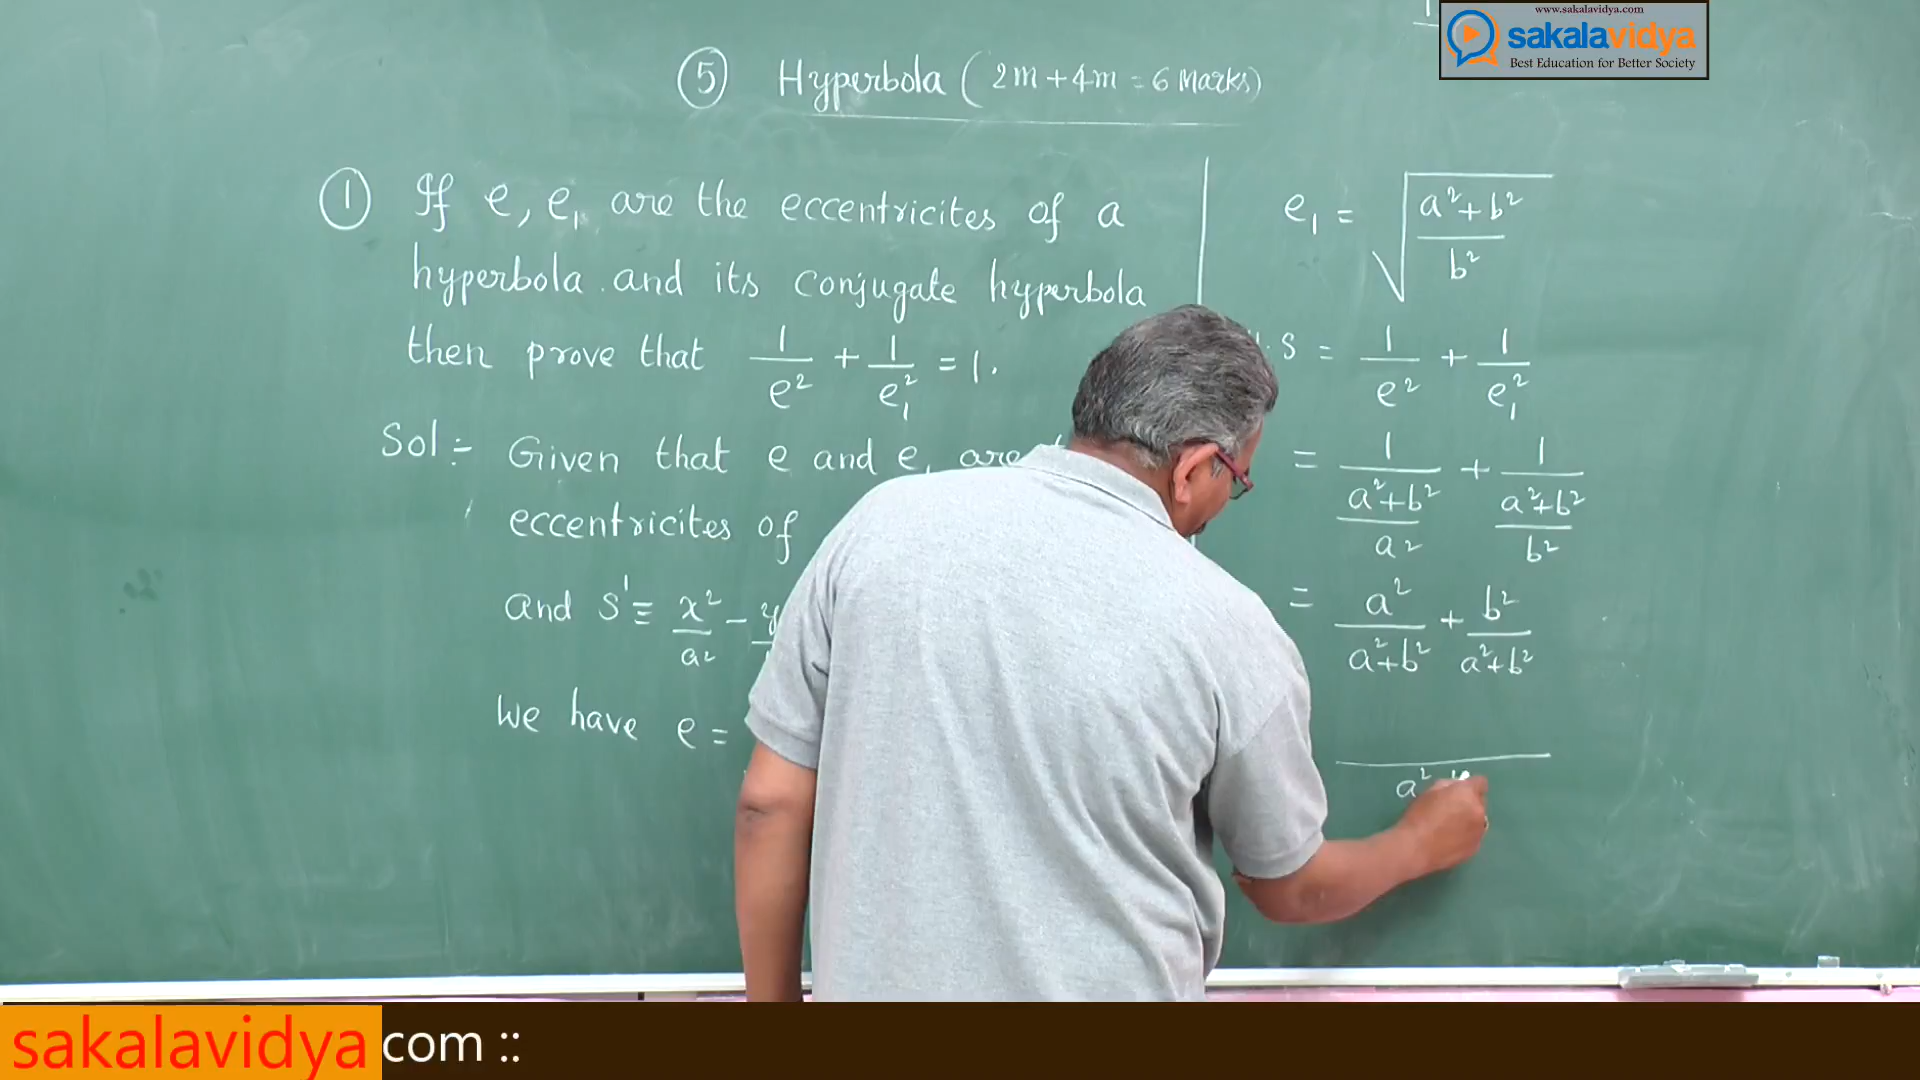 www.sakalavidya.com
sakalavidya
Best Education for Better Society
⑤ Hyperbola (2m + 4m = 6 Marks)
① If e, e₁ are the eccentricites of a
hyperbola and its conjugate hyperbola
then prove that 1/e² + 1/e₁² = 1.
Sol :- Given that e and e₁ are
eccentricites of
and S' ≡ x²/a² - y
We have e =
e₁ = √((a²+b²)/b²)
.S = 1/e² + 1/e₁²
= 1/((a²+b²)/a²) + 1/((a²+b²)/b²)
= a²/(a²+b²) + b²/(a²+b²)
a²
sakalavidya com ::